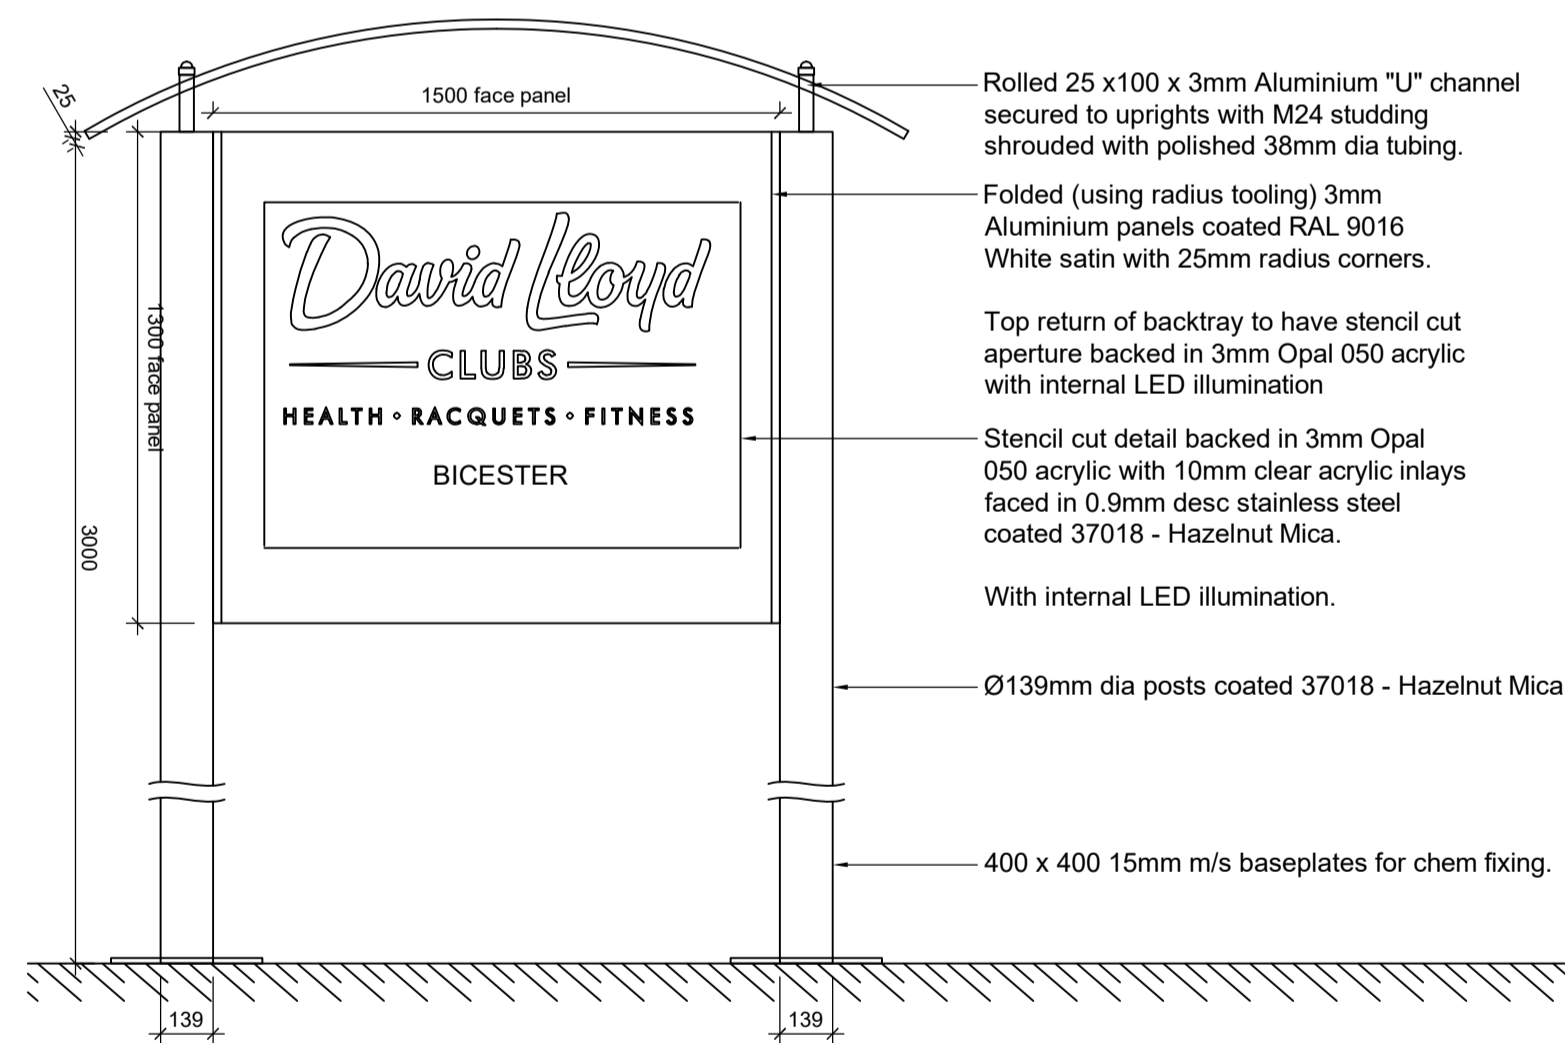 25
1500 face panel
1300 face panel
3000
David Lloyd
CLUBS
HEALTH ∘ RACQUETS ∘ FITNESS
BICESTER
139
139
Rolled 25 x100 x 3mm Aluminium "U" channel
secured to uprights with M24 studding
shrouded with polished 38mm dia tubing.
Folded (using radius tooling) 3mm
Aluminium panels coated RAL 9016
White satin with 25mm radius corners.
Top return of backtray to have stencil cut
aperture backed in 3mm Opal 050 acrylic
with internal LED illumination
Stencil cut detail backed in 3mm Opal
050 acrylic with 10mm clear acrylic inlays
faced in 0.9mm desc stainless steel
coated 37018 - Hazelnut Mica.
With internal LED illumination.
Ø139mm dia posts coated 37018 - Hazelnut Mica
400 x 400 15mm m/s baseplates for chem fixing.